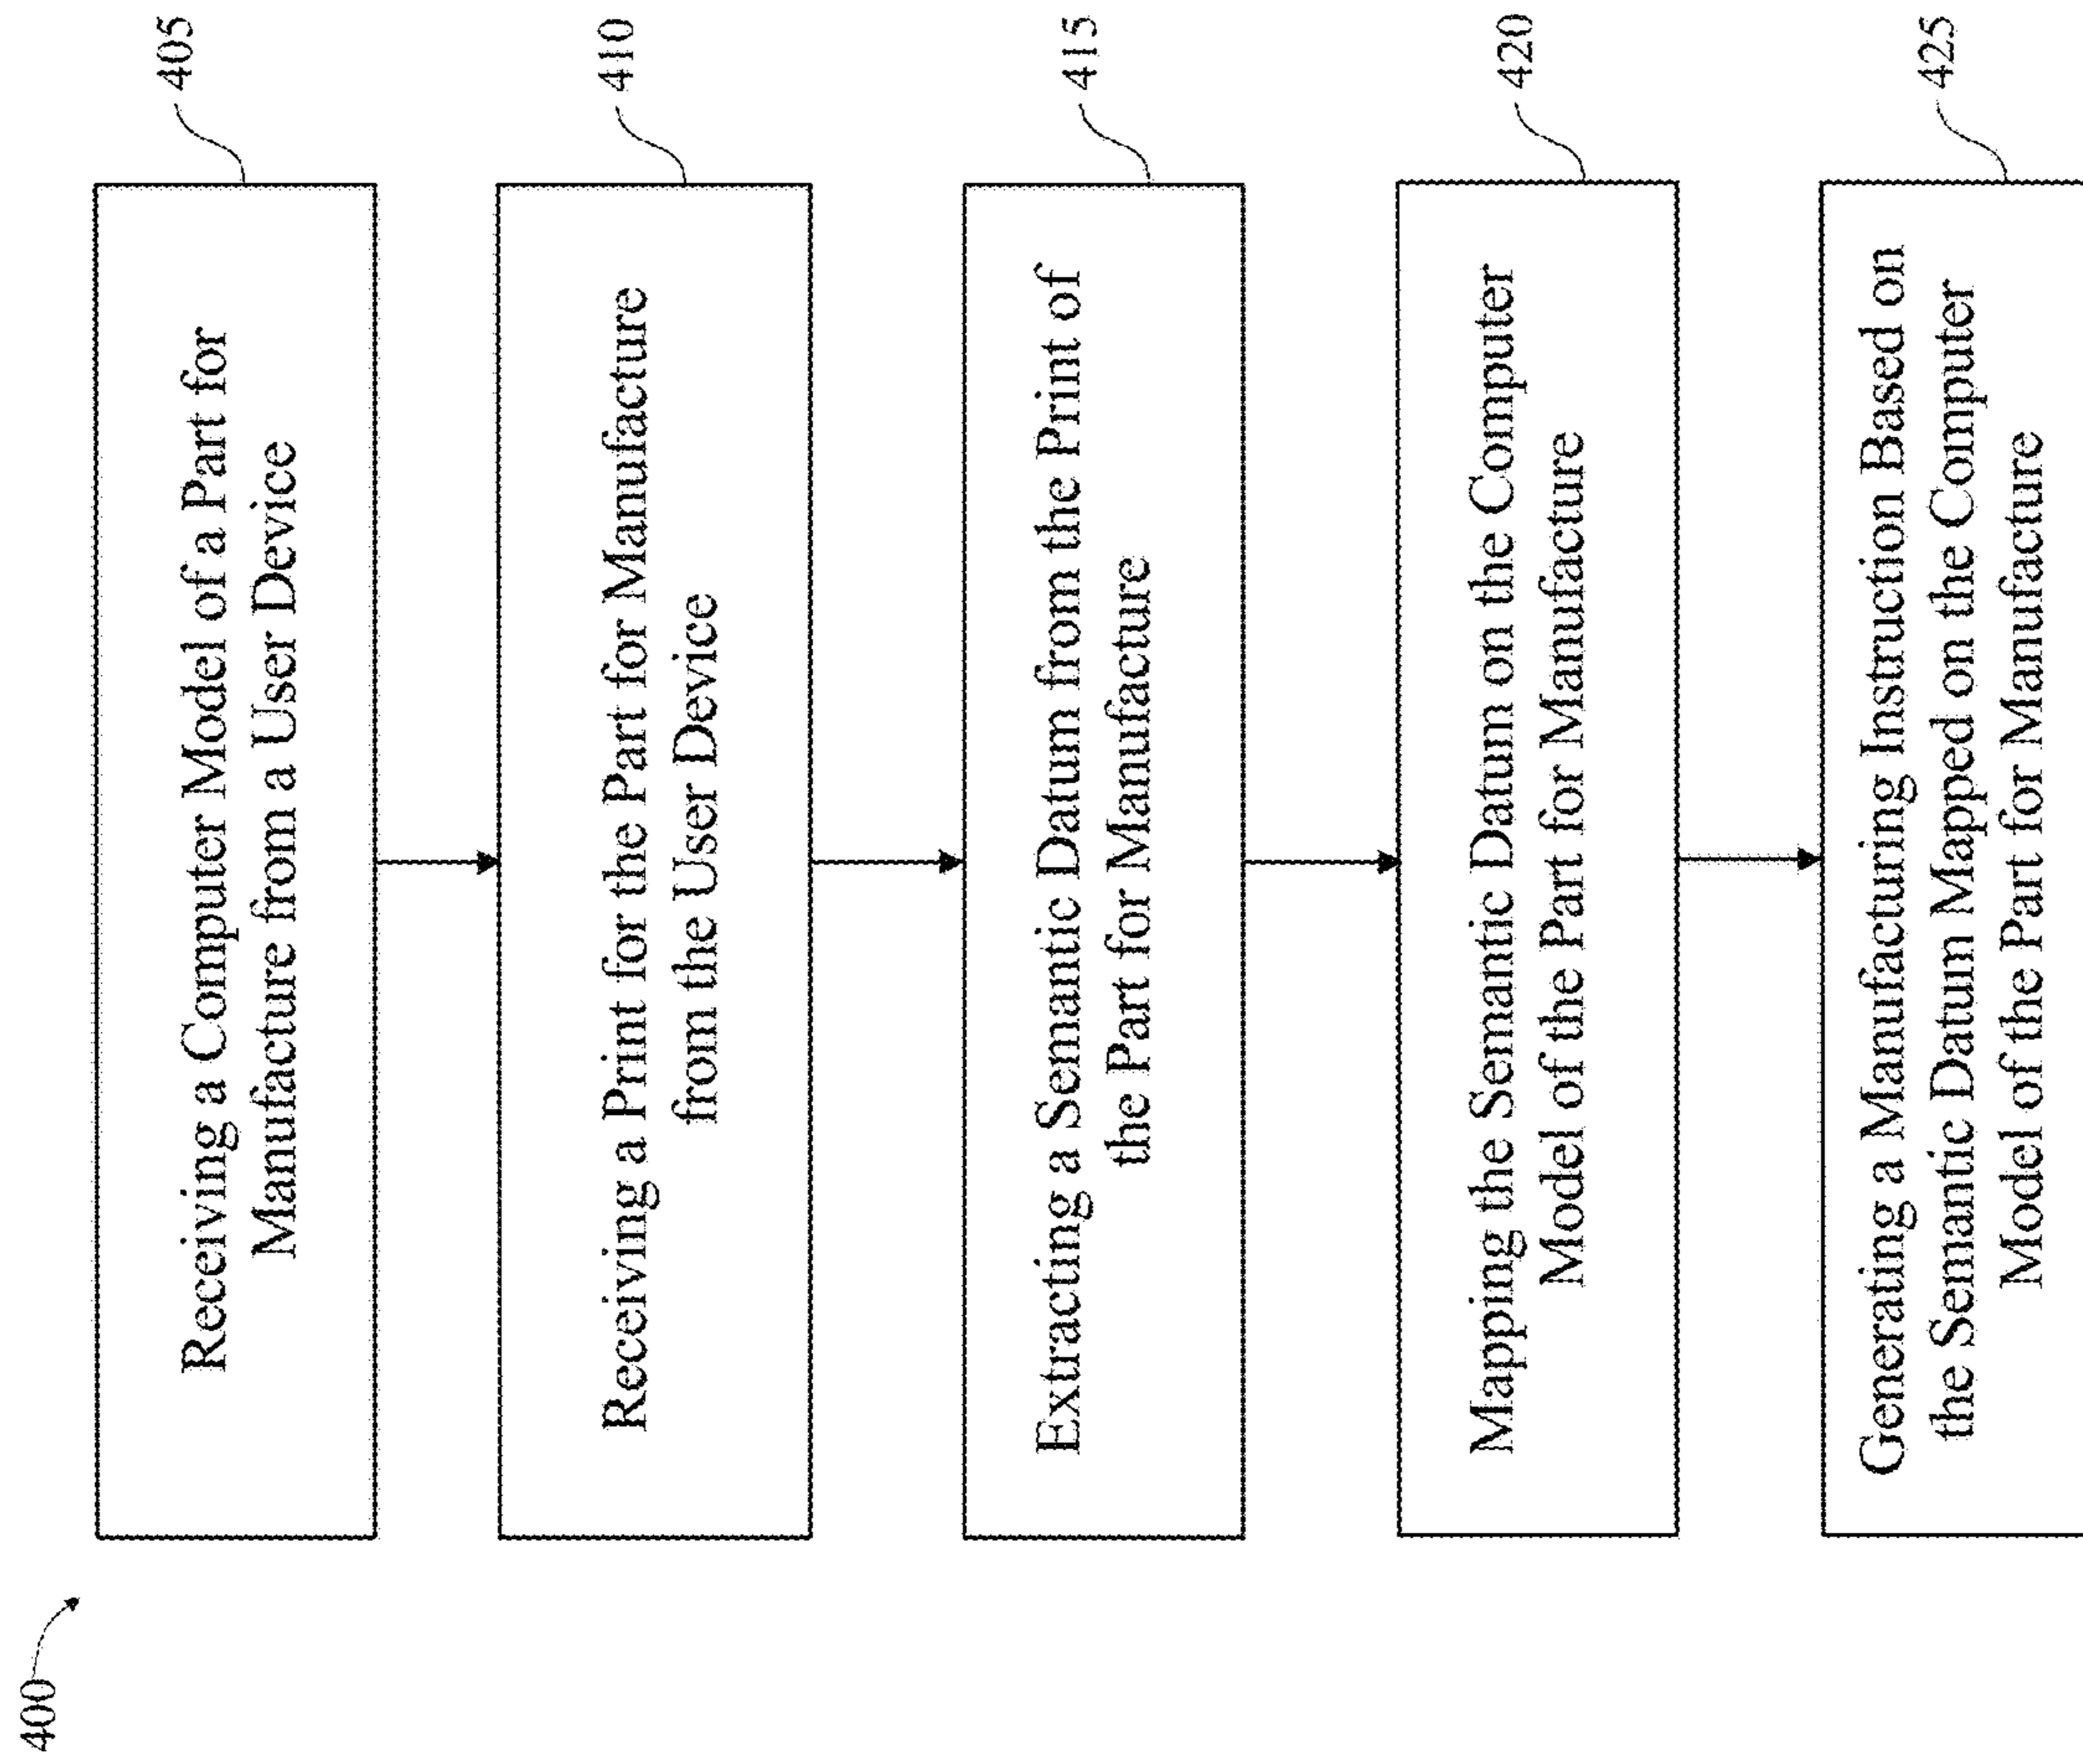 400
Receiving a Computer Model of a Part for
Manufacture from a User Device
405
Receiving a Print for the Part for Manufacture
from the User Device
410
Extracting a Semantic Datum from the Print of
the Part for Manufacture
415
Mapping the Semantic Datum on the Computer
Model of the Part for Manufacture
420
Generating a Manufacturing Instruction Based on
the Semantic Datum Mapped on the Computer
Model of the Part for Manufacture
425